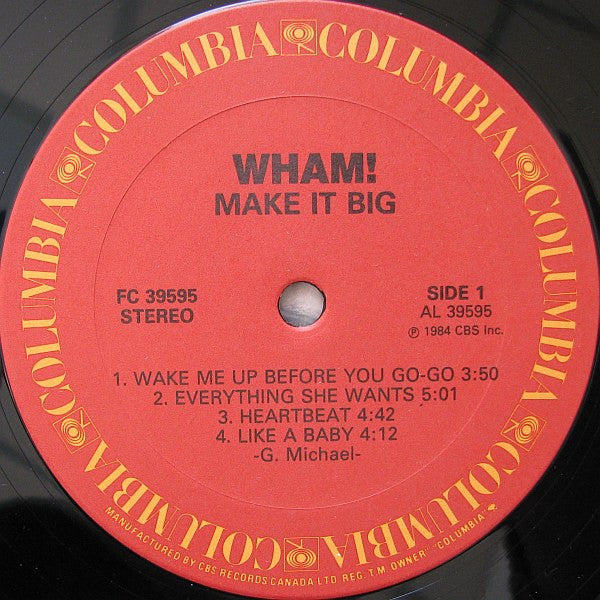 COLUMBIA COLUMBIA COLUMBIA COLUMBIA COLUMBIA COLUMBIA
WHAM!
MAKE IT BIG
FC 39595
STEREO
SIDE 1
AL 39595
℗ 1984 CBS Inc.
1. WAKE ME UP BEFORE YOU GO-GO 3:50
2. EVERYTHING SHE WANTS 5:01
3. HEARTBEAT 4:42
4. LIKE A BABY 4:12
-G. Michael-
MANUFACTURED BY CBS RECORDS CANADA LTD. REG. T.M. OWNER "COLUMBIA"